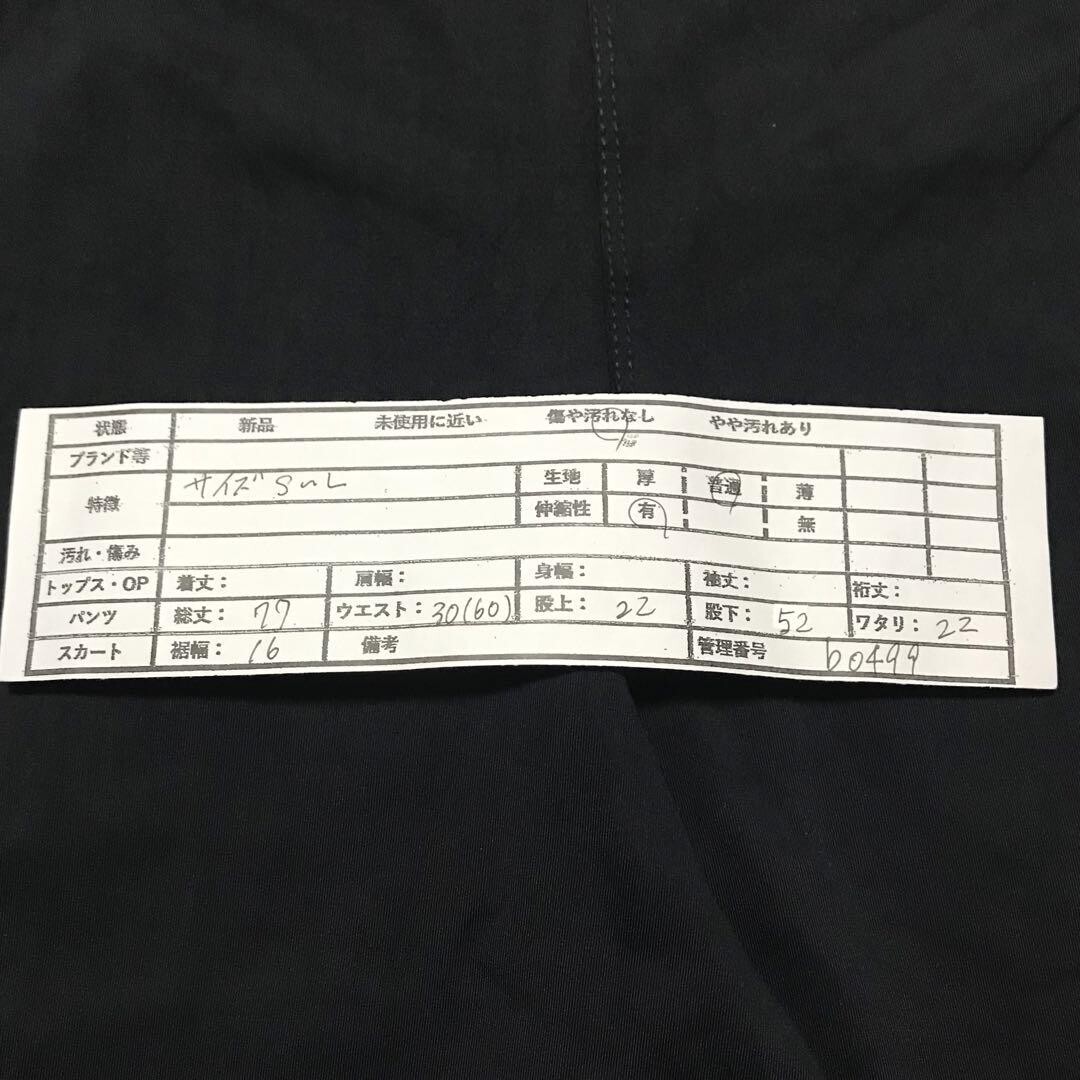 状態 新品 未使用に近い 傷や汚れなし やや汚れあり
ブランド等
特徴 サイズS〜L 生地 厚 普通 薄
伸縮性 有 無
汚れ・傷み
トップス・OP 着丈： 肩幅： 身幅： 袖丈： 裄丈：
パンツ 総丈： 77 ウエスト： 30(60) 股上： 22 股下： 52 ワタリ： 22
スカート 裾幅： 16 備考 管理番号 b0499